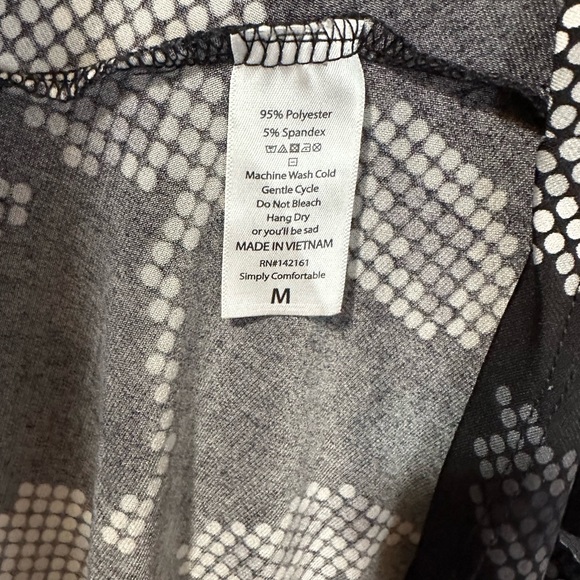 95% Polyester
5% Spandex
Machine Wash Cold
Gentle Cycle
Do Not Bleach
Hang Dry
or you'll be sad
MADE IN VIETNAM
RN#142161
Simply Comfortable
M